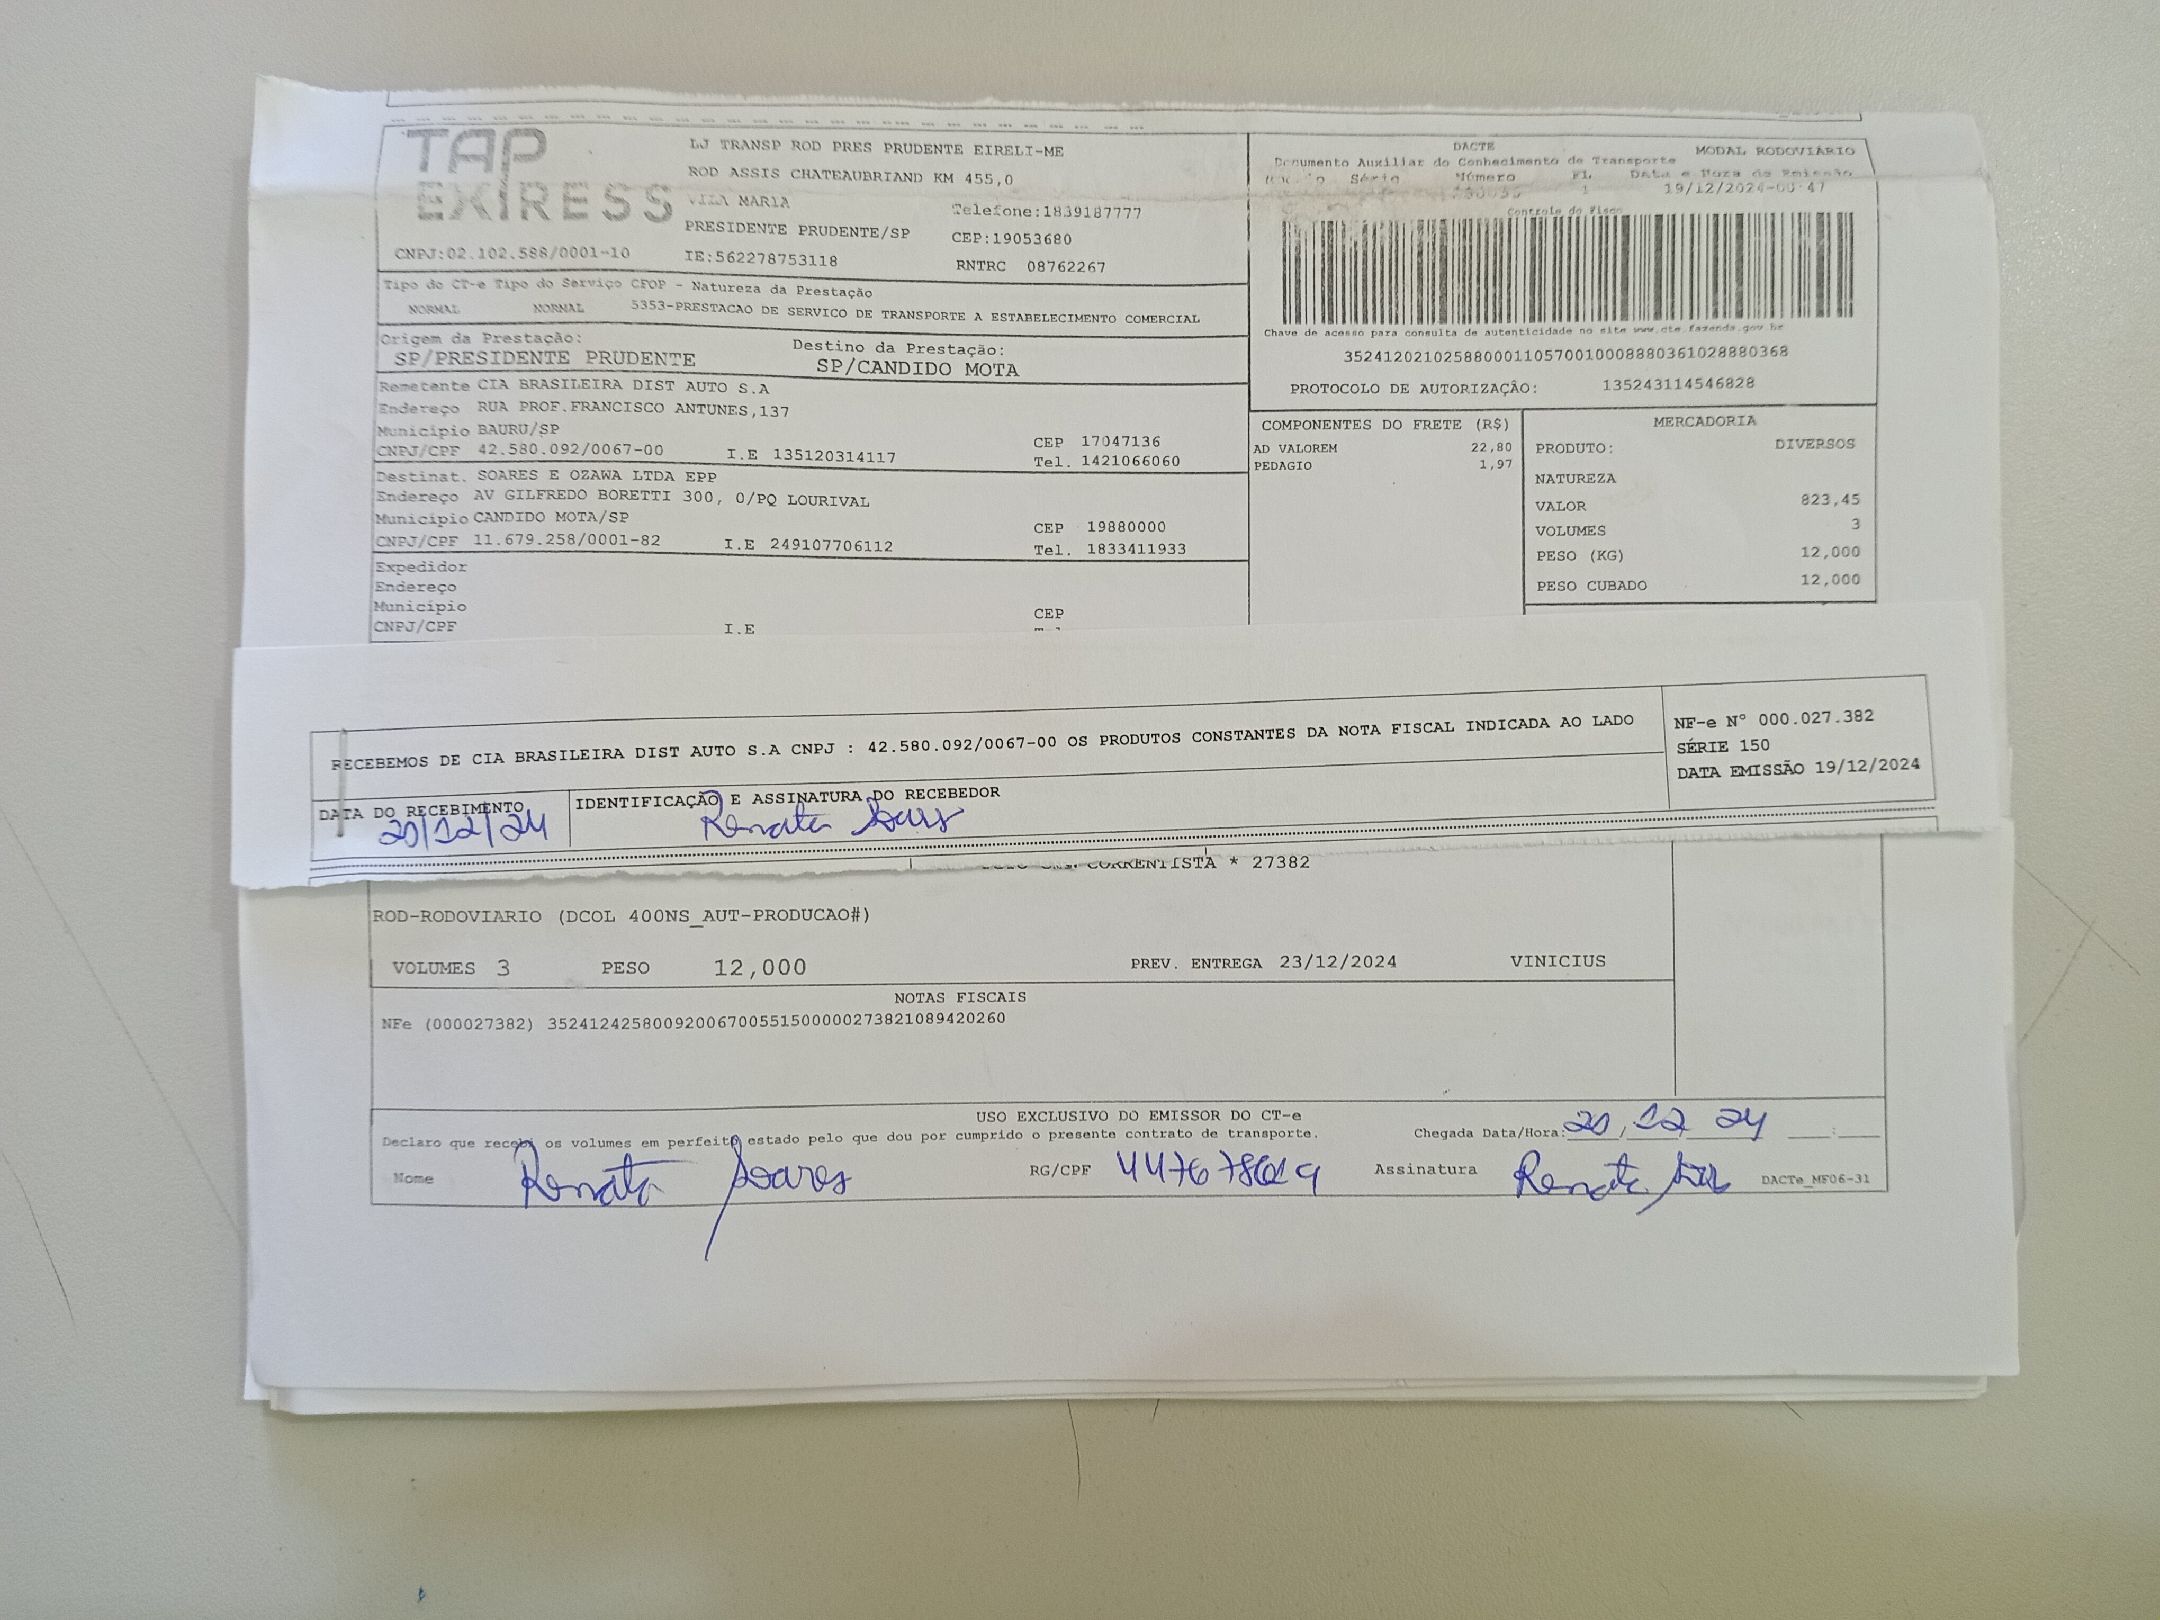 TAP
EXPRESS
CNPJ:02.102.588/0001-10
LJ TRANSP ROD PRES PRUDENTE EIRELI-ME
ROD ASSIS CHATEAUBRIAND KM 455,0
VILA MARIA Telefone:1839187777
PRESIDENTE PRUDENTE/SP CEP:19053680
IE:562278753118 RNTRC 08762267
DACTE MODAL RODOVIÁRIO
Documento Auxiliar do Conhecimento de Transporte
Série Número FL Data e Hora de Emissão
1 19/12/2024
Controle do Fisco
Tipo do CT-e Tipo do Serviço CFOP - Natureza da Prestação
NORMAL NORMAL 5353-PRESTACAO DE SERVICO DE TRANSPORTE A ESTABELECIMENTO COMERCIAL
Chave de acesso para consulta de autenticidade no site www.cte.fazenda.gov.br
35241202102588000110570010008880361028880368
PROTOCOLO DE AUTORIZAÇÃO: 135243114546828
Origem da Prestação: Destino da Prestação:
SP/PRESIDENTE PRUDENTE SP/CANDIDO MOTA
Remetente CIA BRASILEIRA DIST AUTO S.A
Endereço RUA PROF.FRANCISCO ANTUNES,137
Município BAURU/SP CEP 17047136
CNPJ/CPF 42.580.092/0067-00 I.E 135120314117 Tel. 1421066060
Destinat. SOARES E OZAWA LTDA EPP
Endereço AV GILFREDO BORETTI 300, 0/PQ LOURIVAL
Município CANDIDO MOTA/SP CEP 19880000
CNPJ/CPF 11.679.258/0001-82 I.E 249107706112 Tel. 1833411933
Expedidor
Endereço
Município CEP
CNPJ/CPF I.E
COMPONENTES DO FRETE (R$)
AD VALOREM 22,80
PEDAGIO 1,97
MERCADORIA
PRODUTO: DIVERSOS
NATUREZA
VALOR 823,45
VOLUMES 3
PESO (KG) 12,000
PESO CUBADO 12,000
RECEBEMOS DE CIA BRASILEIRA DIST AUTO S.A CNPJ : 42.580.092/0067-00 OS PRODUTOS CONSTANTES DA NOTA FISCAL INDICADA AO LADO
NF-e N° 000.027.382
SÉRIE 150
DATA EMISSÃO 19/12/2024
DATA DO RECEBIMENTO IDENTIFICAÇÃO E ASSINATURA DO RECEBEDOR
20/12/24 Renata Soares
CORRENTISTA * 27382
ROD-RODOVIARIO (DCOL 400NS_AUT-PRODUCAO#)
VOLUMES 3 PESO 12,000 PREV. ENTREGA 23/12/2024 VINICIUS
NOTAS FISCAIS
NFe (000027382) 35241242580092006700551500000273821089420260
USO EXCLUSIVO DO EMISSOR DO CT-e
Declaro que recebi os volumes em perfeito estado pelo que dou por cumprido o presente contrato de transporte. Chegada Data/Hora: 20/12 24 :
Nome Renata Soares RG/CPF Assinatura Renata DACTe_MF06-31